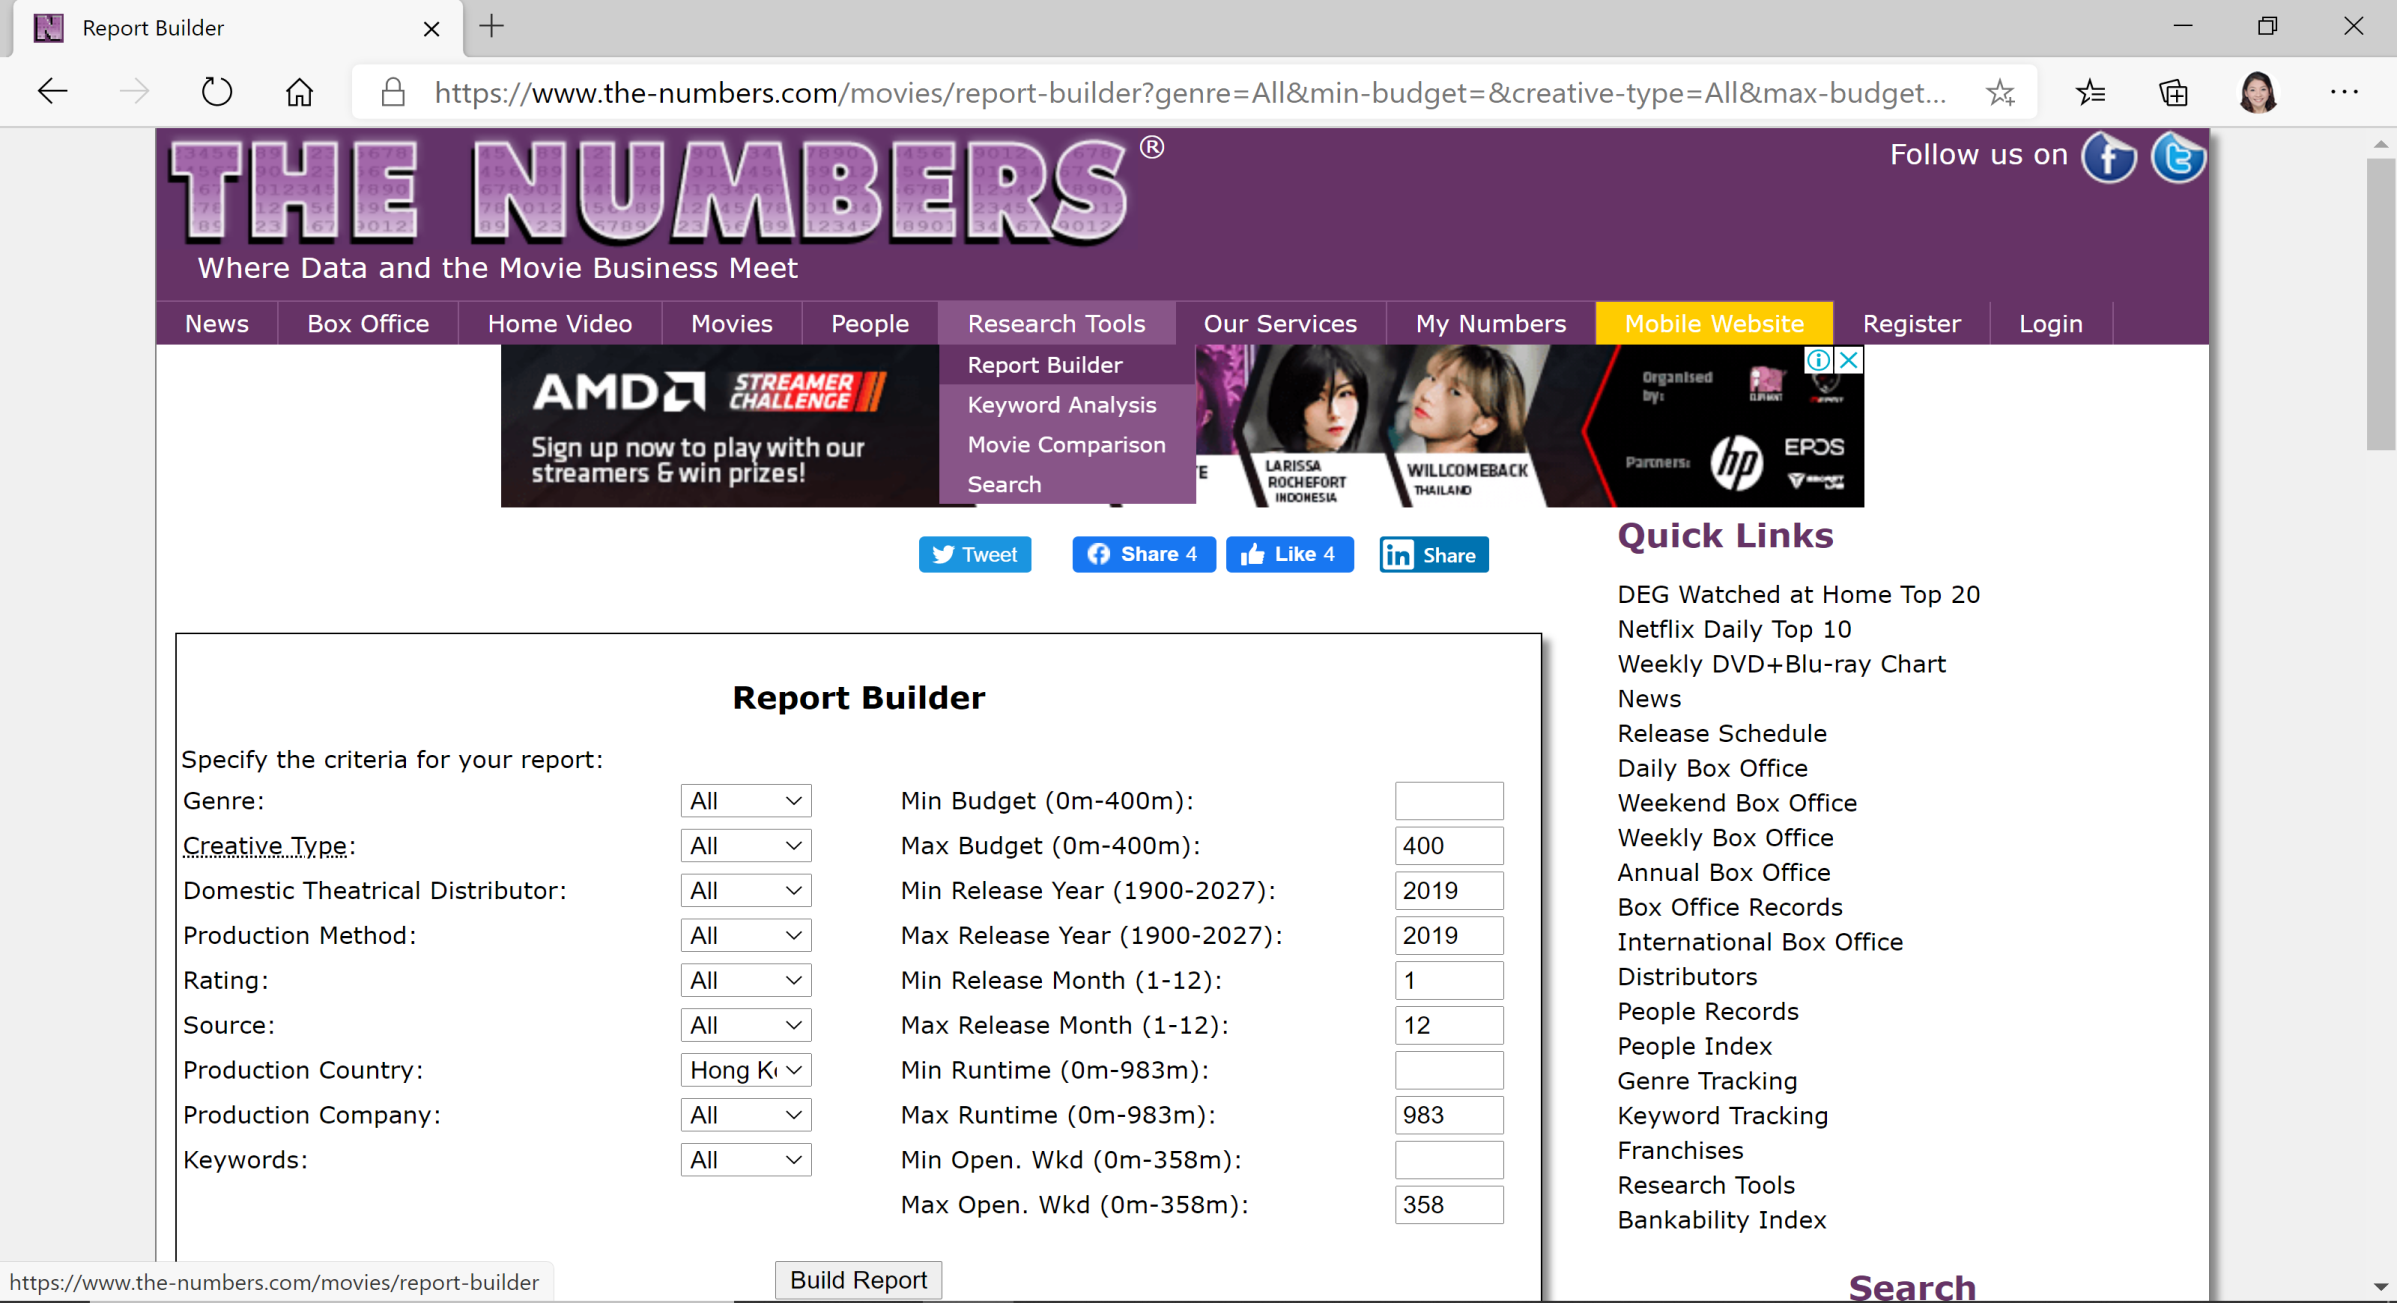 Report Builder
https://www.the-numbers.com/movies/report-builder?genre=All&min-budget=&creative-type=All&max-budget...
THE NUMBERS®
Follow us on
Where Data and the Movie Business Meet
News Box Office Home Video Movies People Research Tools Our Services My Numbers Mobile Website Register Login
Report Builder
Keyword Analysis
Movie Comparison
Search
AMD STREAMER CHALLENGE
Sign up now to play with our
streamers & win prizes!
LARISSA
ROCHEFORT
INDONESIA
WILLCOMEBACK
THAILAND
Organised
by:
Partners:
hp
EPOS
Tweet
Share 4
Like 4
in Share
Report Builder
Specify the criteria for your report:
Genre: All Min Budget (0m-400m):
Creative Type: All Max Budget (0m-400m): 400
Domestic Theatrical Distributor: All Min Release Year (1900-2027): 2019
Production Method: All Max Release Year (1900-2027): 2019
Rating: All Min Release Month (1-12): 1
Source: All Max Release Month (1-12): 12
Production Country: Hong Min Runtime (0m-983m):
Production Company: All Max Runtime (0m-983m): 983
Keywords: All Min Open. Wkd (0m-358m):
Max Open. Wkd (0m-358m): 358
Build Report
Quick Links
DEG Watched at Home Top 20
Netflix Daily Top 10
Weekly DVD+Blu-ray Chart
News
Release Schedule
Daily Box Office
Weekend Box Office
Weekly Box Office
Annual Box Office
Box Office Records
International Box Office
Distributors
People Records
People Index
Genre Tracking
Keyword Tracking
Franchises
Research Tools
Bankability Index
Search
https://www.the-numbers.com/movies/report-builder